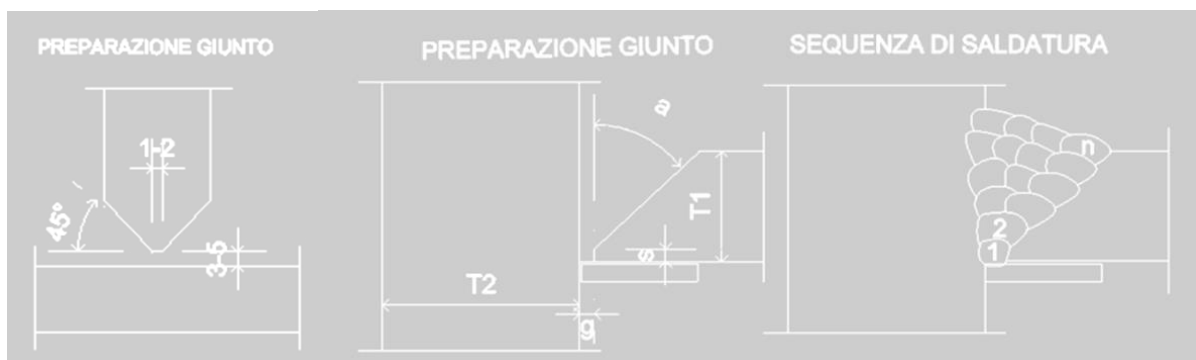 PREPARAZIONE GIUNTO
1-2
45°
3-5
PREPARAZIONE GIUNTO
a
T1
s
T2
g
SEQUENZA DI SALDATURA
n
2
1